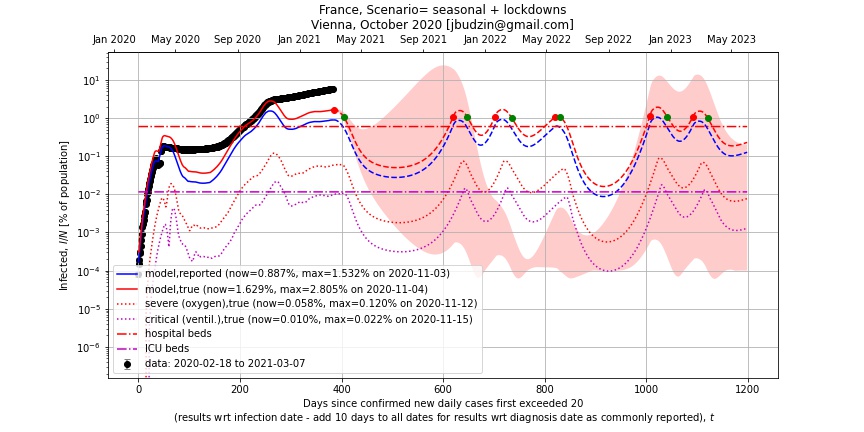 France, Scenario= seasonal + lockdowns
Vienna, October 2020 [jbudzin@gmail.com]
Jan 2020 May 2020 Sep 2020 Jan 2021 May 2021 Sep 2021 Jan 2022 May 2022 Sep 2022 Jan 2023 May 2023
10¹
10⁰
10⁻¹
10⁻²
10⁻³
10⁻⁴
10⁻⁵
10⁻⁶
Infected, I/N [% of population]
model,reported (now=0.887%, max=1.532% on 2020-11-03)
model,true (now=1.629%, max=2.805% on 2020-11-04)
severe (oxygen),true (now=0.058%, max=0.120% on 2020-11-12)
critical (ventil.),true (now=0.010%, max=0.022% on 2020-11-15)
hospital beds
ICU beds
data: 2020-02-18 to 2021-03-07
0 200 400 600 800 1000 1200
Days since confirmed new daily cases first exceeded 20
(results wrt infection date - add 10 days to all dates for results wrt diagnosis date as commonly reported), t